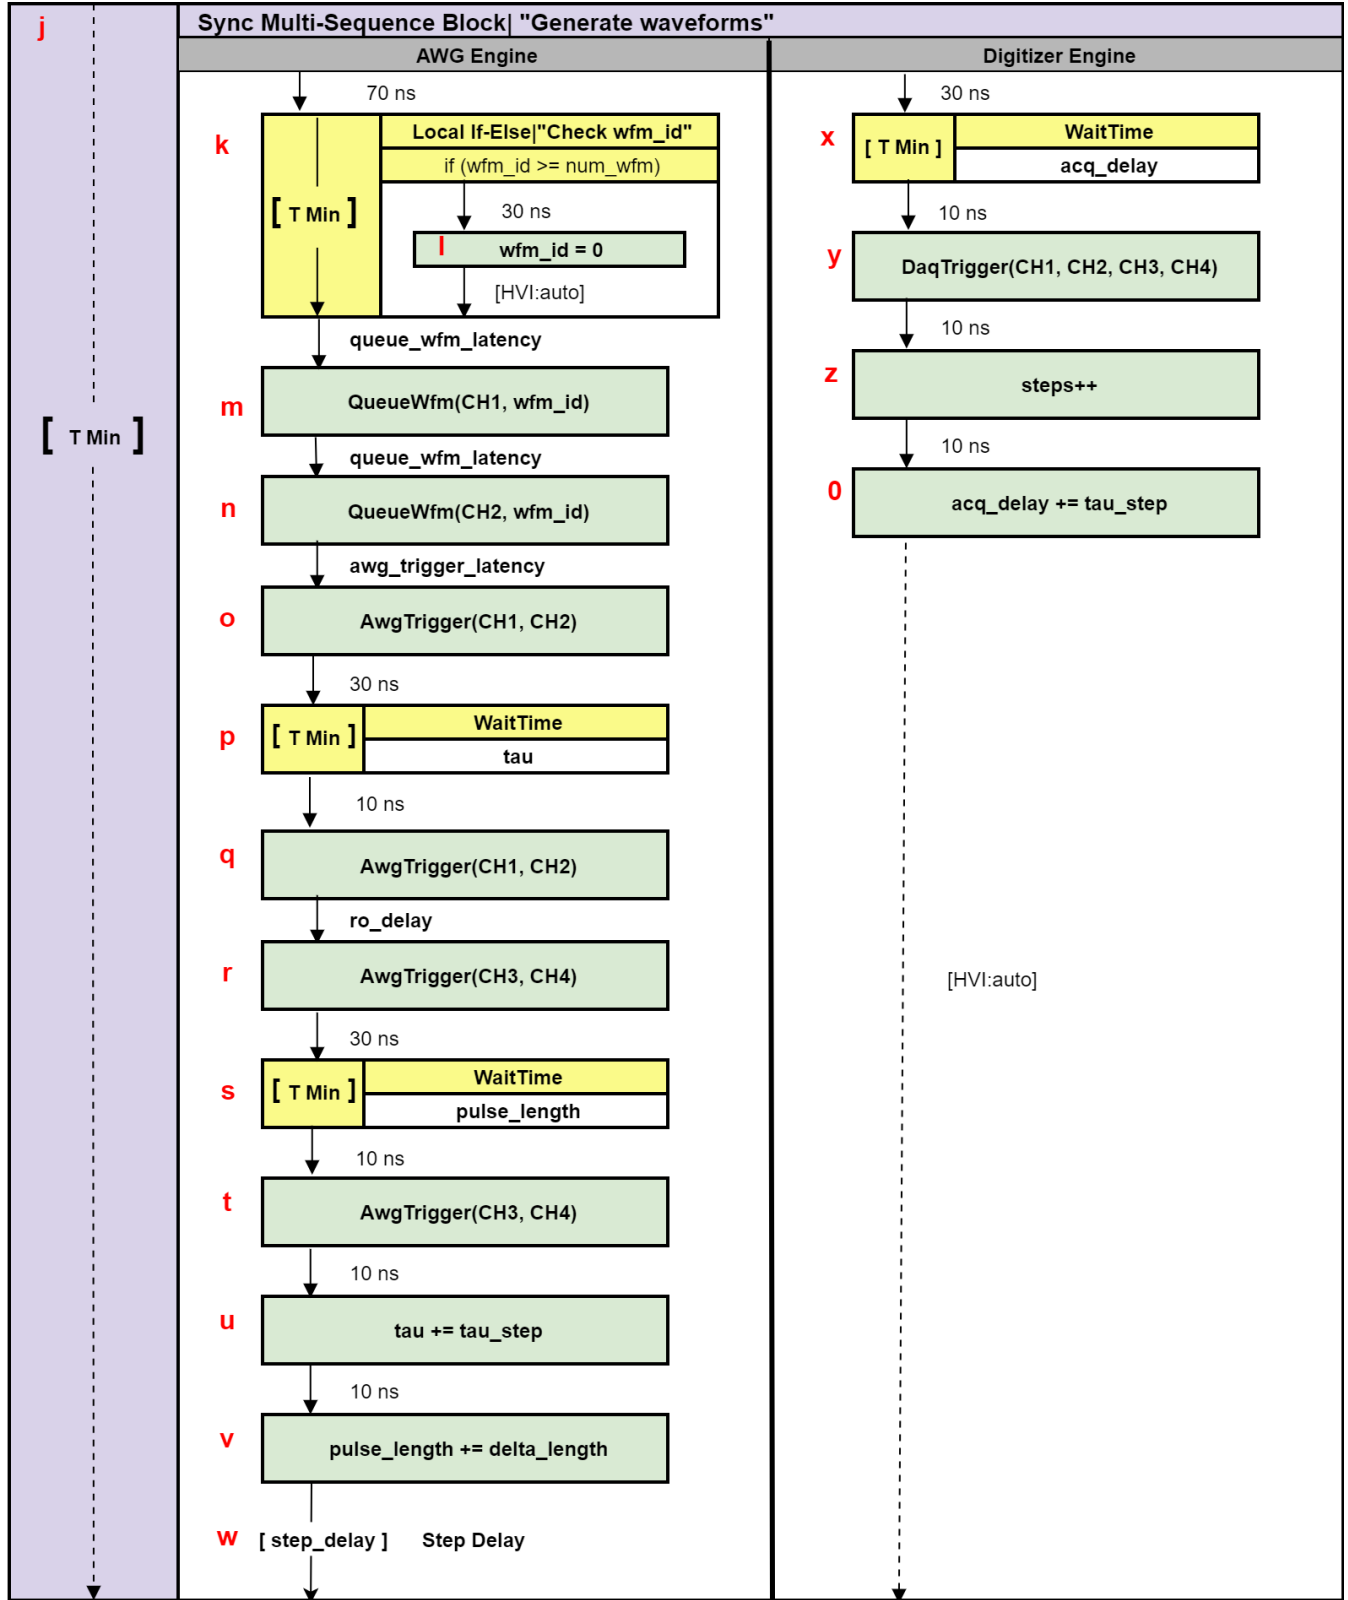 j
Sync Multi-Sequence Block| "Generate waveforms"
AWG Engine
70 ns
k
Local If-Else|"Check wfm_id"
if (wfm_id >= num_wfm)
[ T Min ]
30 ns
l
wfm_id = 0
[HVI:auto]
queue_wfm_latency
m
QueueWfm(CH1, wfm_id)
queue_wfm_latency
n
QueueWfm(CH2, wfm_id)
awg_trigger_latency
o
AwgTrigger(CH1, CH2)
30 ns
p
[ T Min ]
WaitTime
tau
10 ns
q
AwgTrigger(CH1, CH2)
ro_delay
r
AwgTrigger(CH3, CH4)
30 ns
s
[ T Min ]
WaitTime
pulse_length
10 ns
t
AwgTrigger(CH3, CH4)
10 ns
u
tau += tau_step
10 ns
v
pulse_length += delta_length
w
[ step_delay ] Step Delay
Digitizer Engine
30 ns
x
[ T Min ]
WaitTime
acq_delay
10 ns
y
DaqTrigger(CH1, CH2, CH3, CH4)
10 ns
z
steps++
10 ns
0
acq_delay += tau_step
[HVI:auto]
[ T Min ]